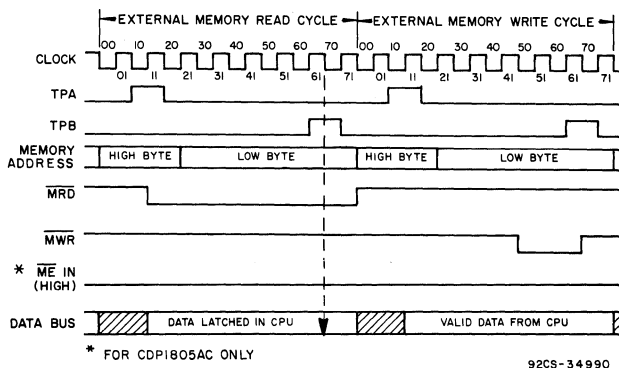 EXTERNAL MEMORY READ CYCLE EXTERNAL MEMORY WRITE CYCLE
00 10 20 30 40 50 60 70 00 10 20 30 40 50 60 70
CLOCK
01 11 21 31 41 51 61 71 01 11 21 31 41 51 61 71
TPA
TPB
MEMORY ADDRESS HIGH BYTE LOW BYTE HIGH BYTE LOW BYTE
MRD
MWR
* ME IN
(HIGH)
DATA BUS DATA LATCHED IN CPU VALID DATA FROM CPU
* FOR CDP1805AC ONLY
92CS-34990